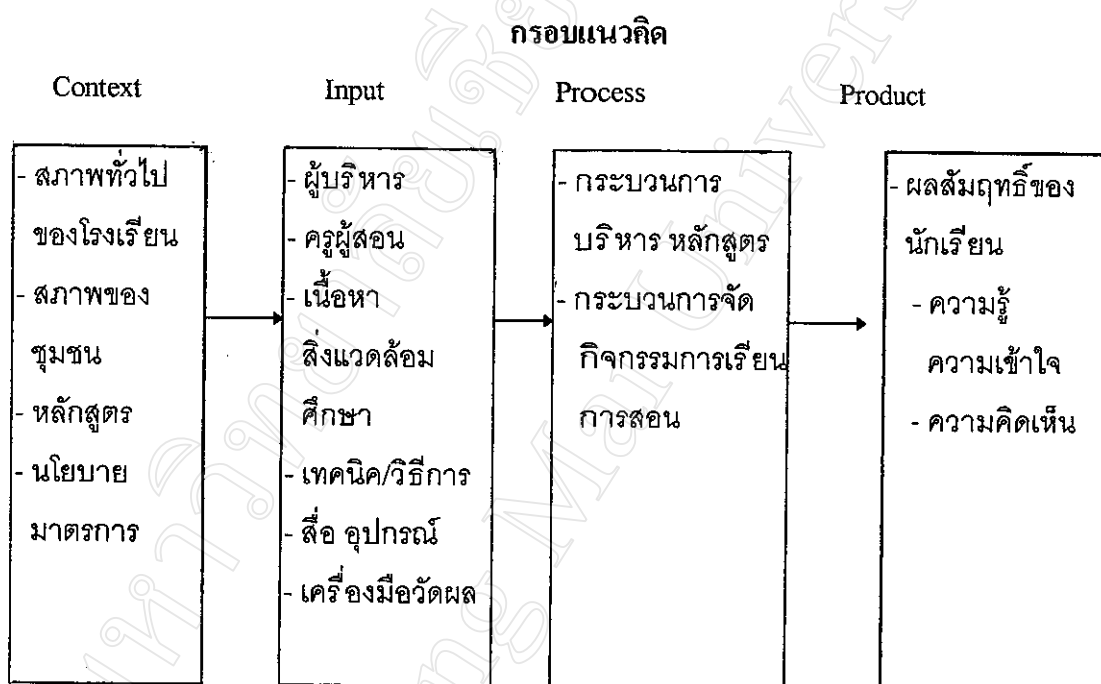 กรอบแนวคิด
Context
Input
Process
Product
- สภาพทั่วไป
ของโรงเรียน
- สภาพของ
ชุมชน
- หลักสูตร
- นโยบาย
มาตรการ
- ผู้บริหาร
- ครูผู้สอน
- เนื้อหา
สิ่งแวดล้อม
ศึกษา
- เทคนิค/วิธีการ
- สื่อ อุปกรณ์
- เครื่องมือวัดผล
- กระบวนการ
บริหาร หลักสูตร
- กระบวนการจัด
กิจกรรมการเรียน
การสอน
- ผลสัมฤทธิ์ของ
นักเรียน
- ความรู้
ความเข้าใจ
- ความคิดเห็น